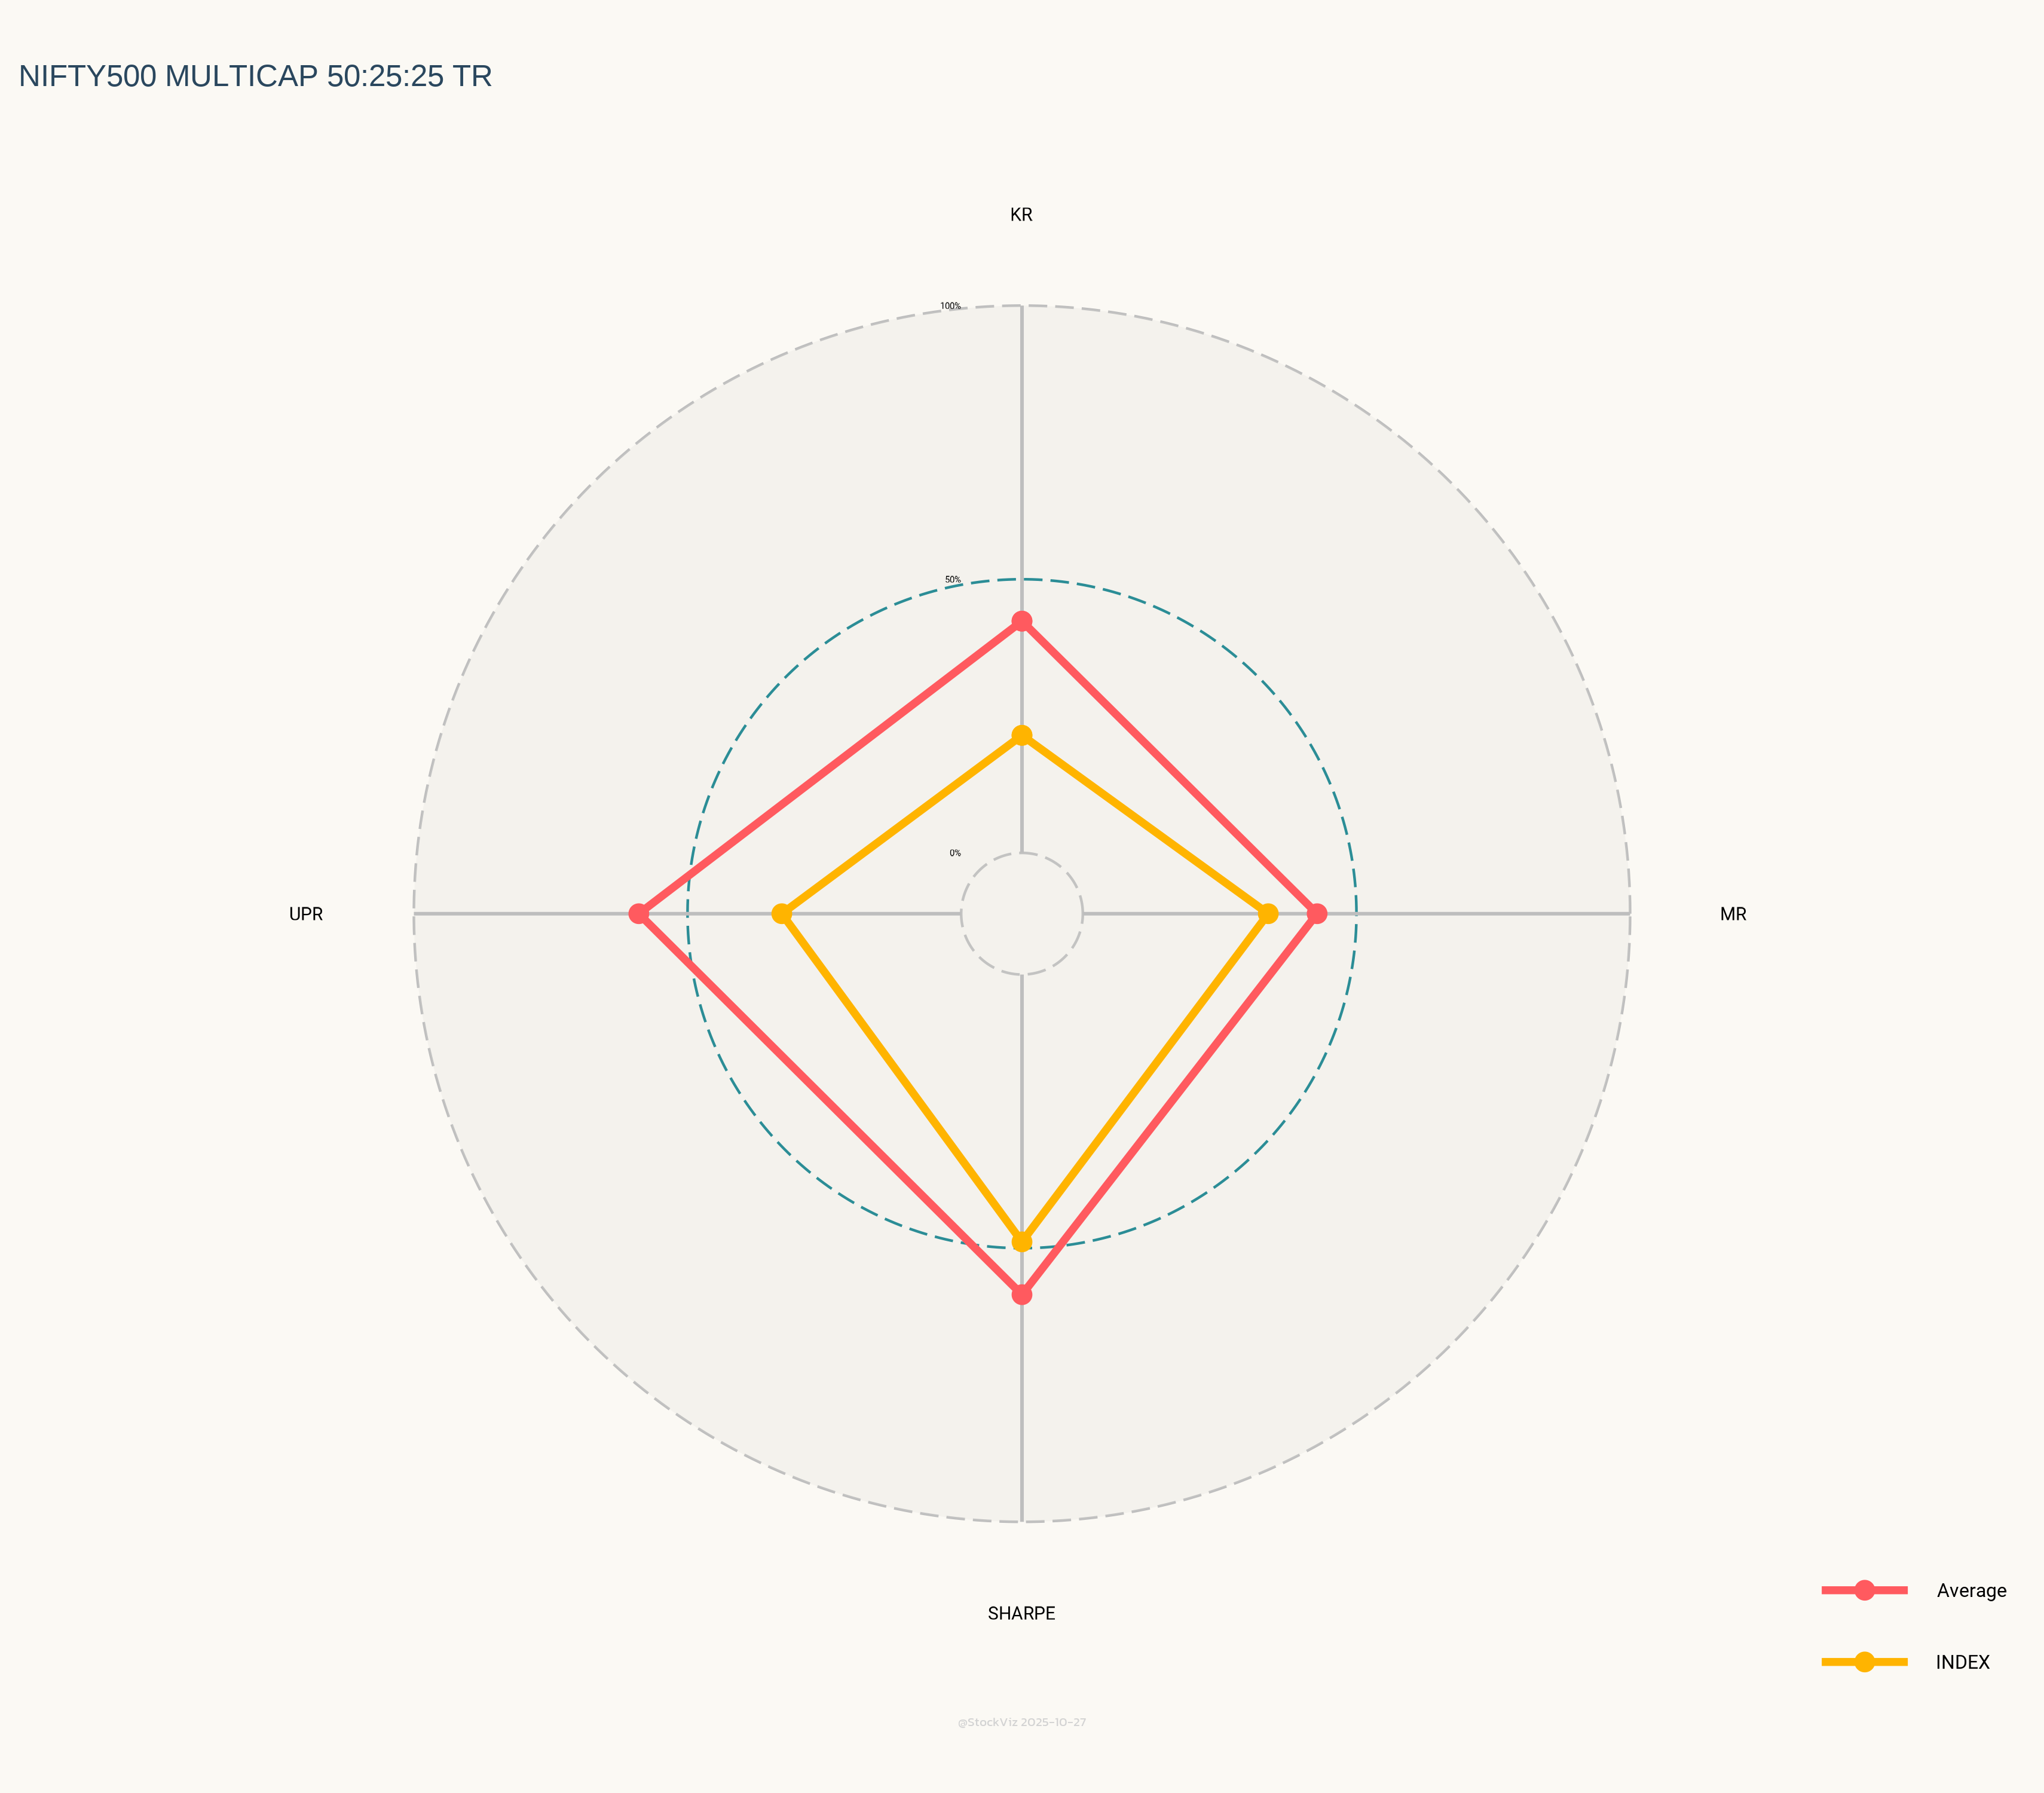 NIFTY500 MULTICAP 50:25:25 TR
KR
100%
50%
0%
UPR
MR
SHARPE
Average
INDEX
@StockViz 2025-10-27